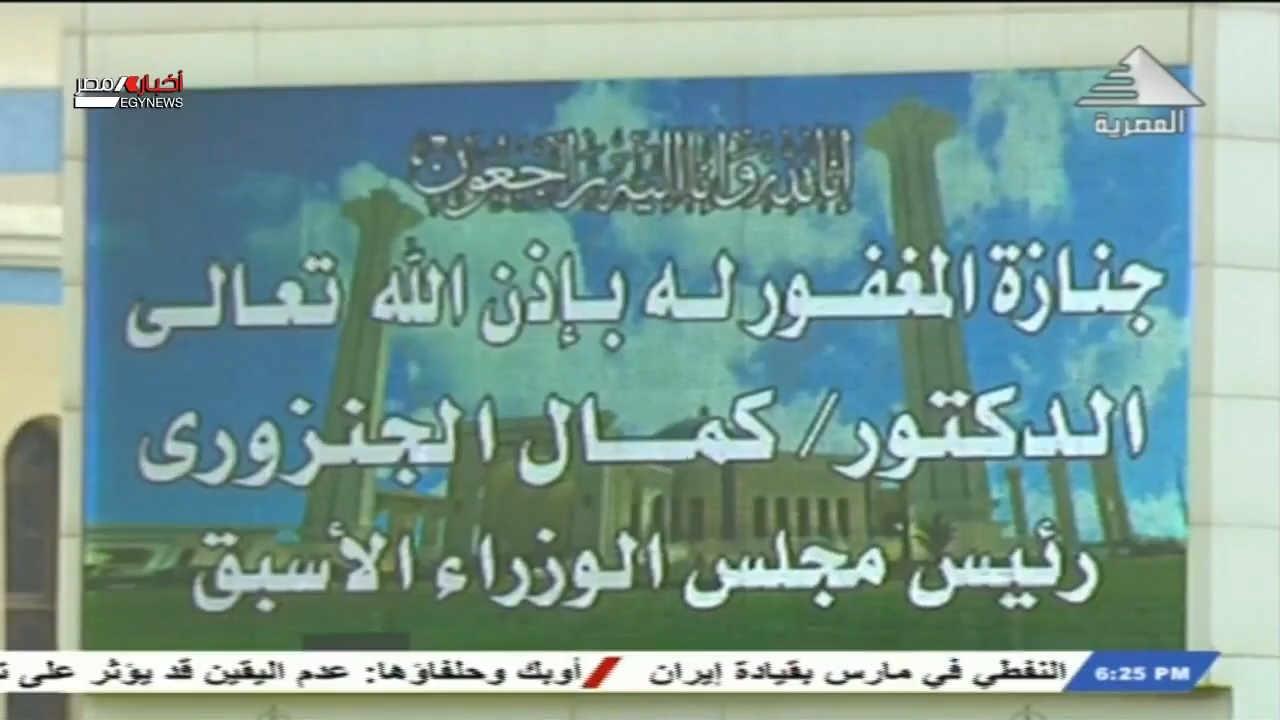 أخبار مصر
EGYNEWS
المصرية
إنا لله وإنا إليه راجعون
جنازة المغفور له بإذن الله تعالى
الدكتور/ كمال الجنزورى
رئيس مجلس الوزراء الأسبق
النفطي في مارس بقيادة إيران / أوبك وحلفاؤها: عدم اليقين قد يؤثر على
6:25 PM